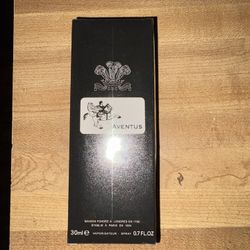 AVENTUS
MAISON FONDÉE À LONDRES EN 1760
ÉTABLIE À PARIS EN 1854
30ml e VAPORISATEUR - SPRAY 0.7 FL.OZ